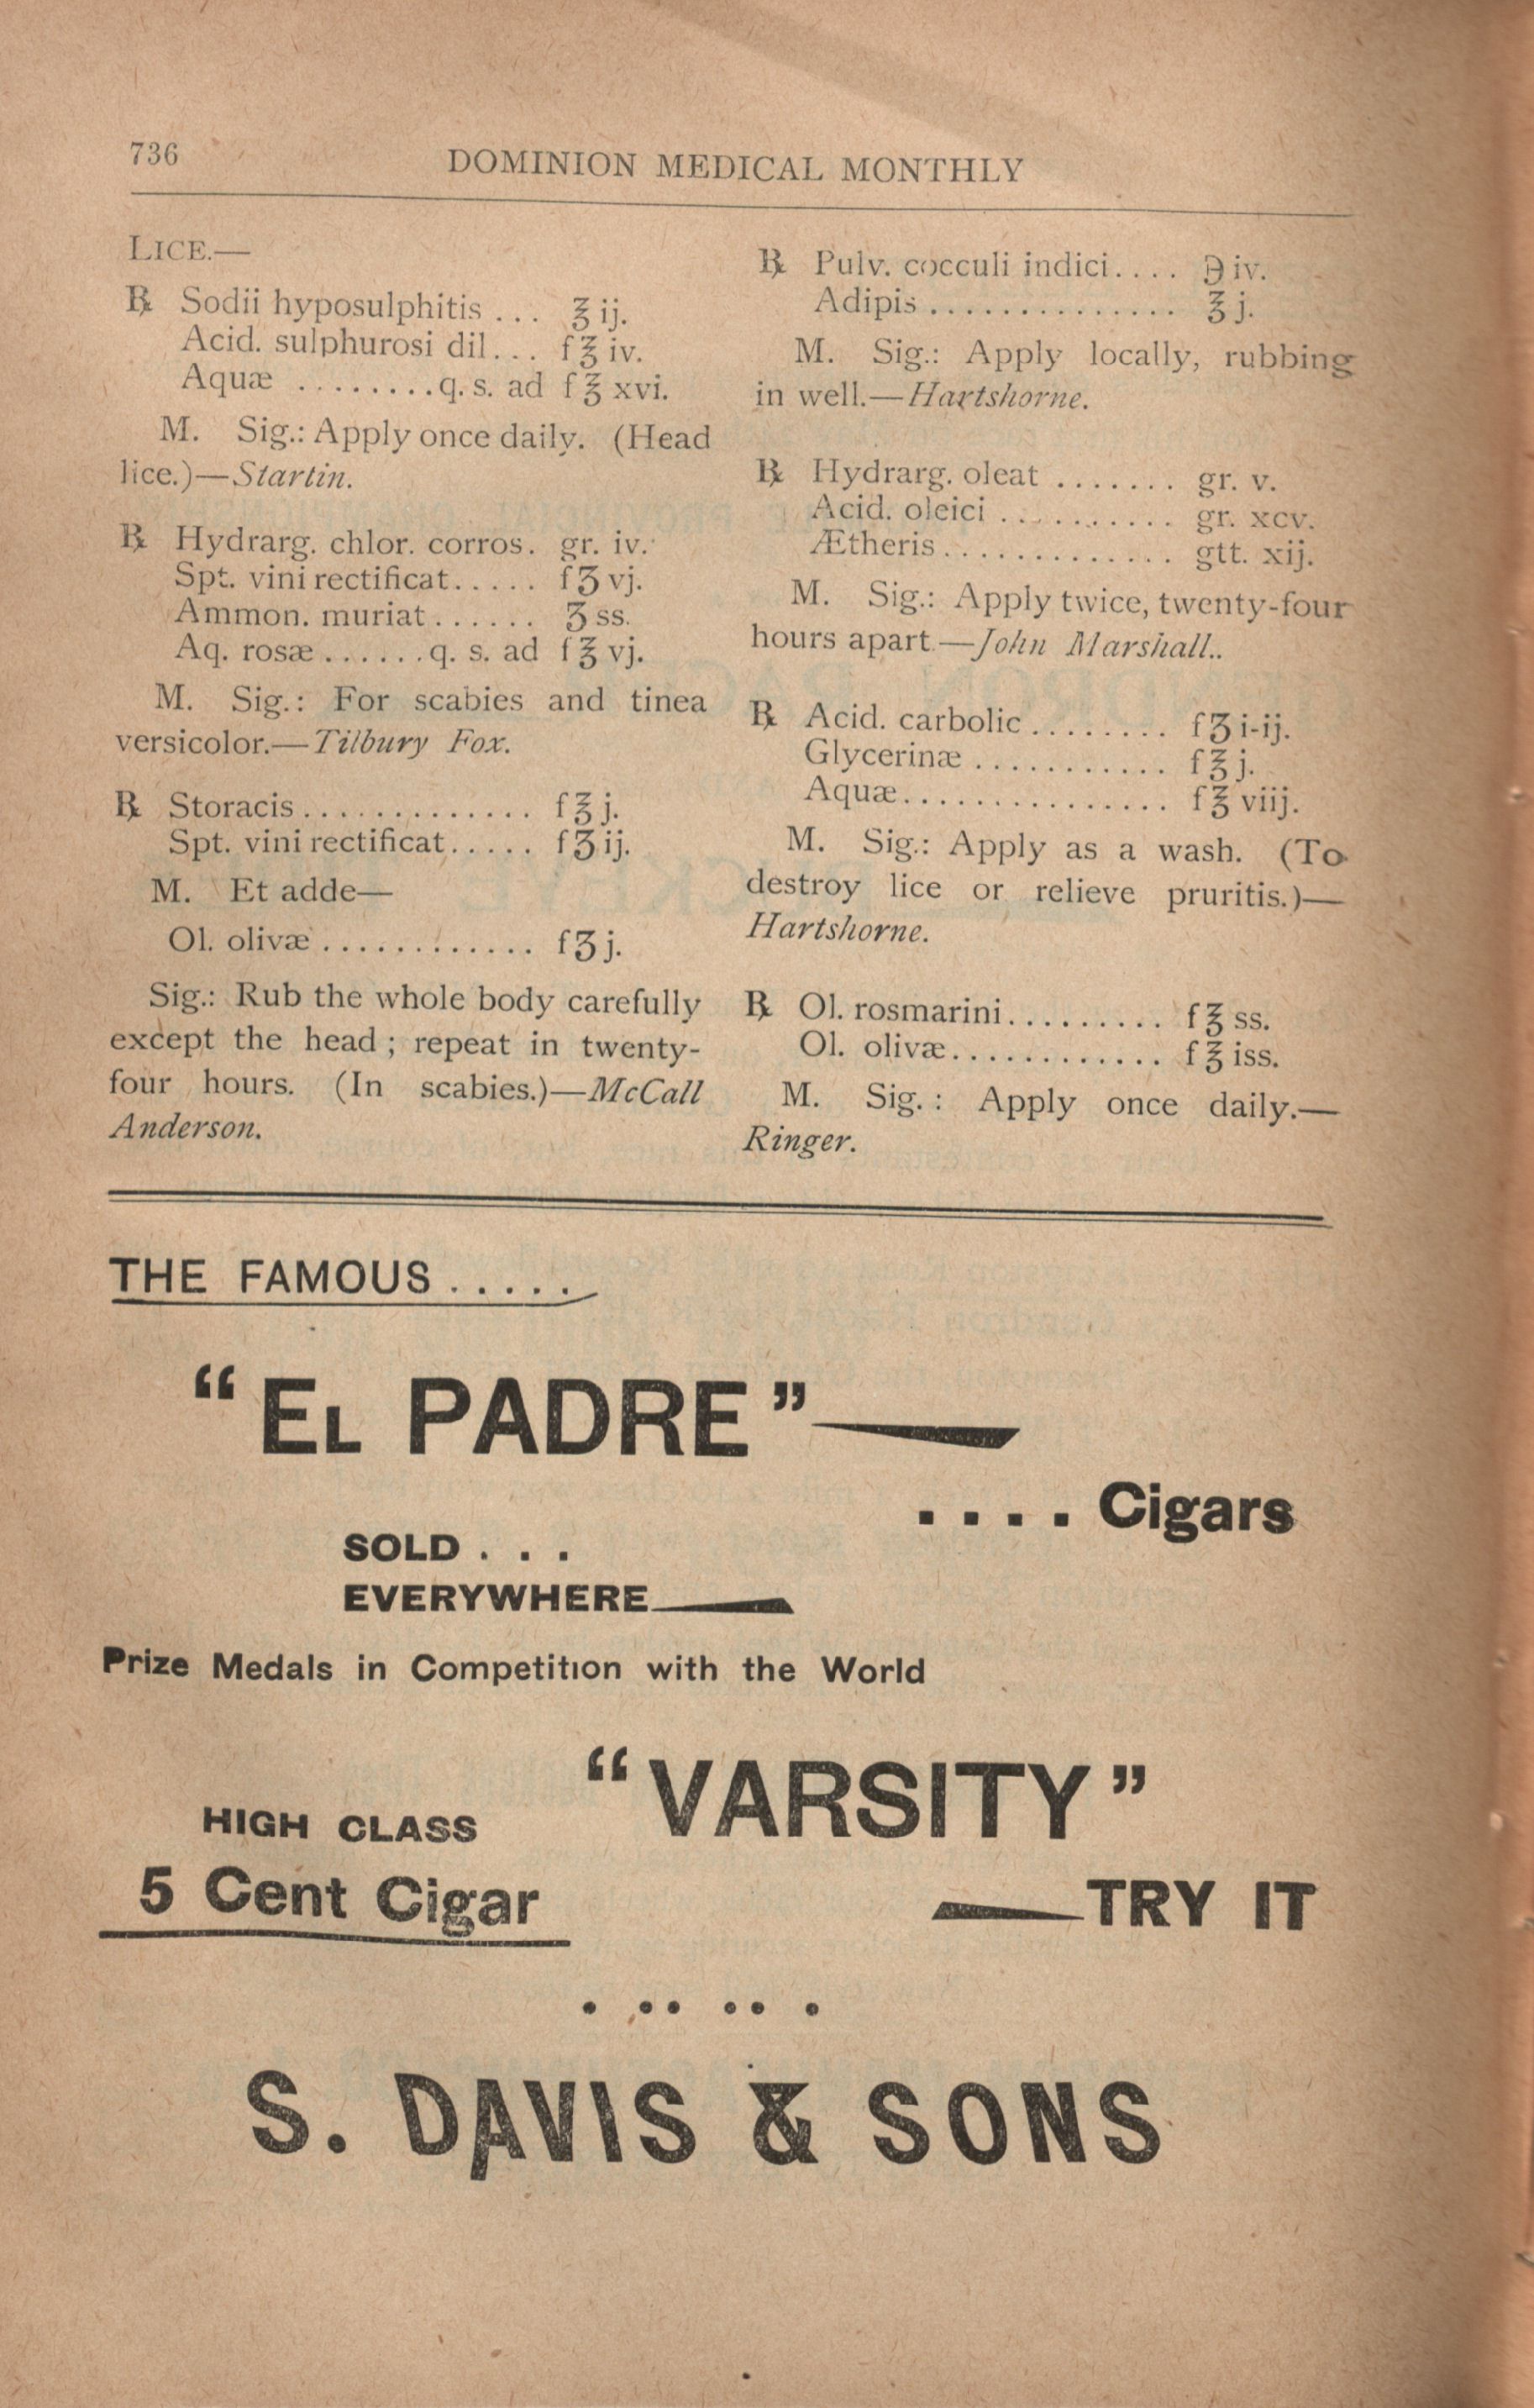 736
DOMINION MEDICAL MONTHLY
LICE.—
℞ Sodii hyposulphitis ... ℥ ij.
Acid. sulphurosi dil... f ℥ iv.
Aquæ ........q. s. ad f ℥ xvi.
M. Sig.: Apply once daily. (Head
lice.)—Startin.
℞ Hydrarg. chlor. corros. gr. iv.
Spt. vini rectificat..... f ʒ vj.
Ammon. muriat...... ʒ ss.
Aq. rosæ......q. s. ad f ℥ vj.
M. Sig.: For scabies and tinea
versicolor.—Tilbury Fox.
℞ Storacis............. f ℥ j.
Spt. vini rectificat..... f ʒ ij.
M. Et adde—
Ol. olivæ............ f ʒ j.
Sig.: Rub the whole body carefully
except the head ; repeat in twenty-
four hours. (In scabies.)—McCall
Anderson.
℞ Pulv. cocculi indici.... ℈ iv.
Adipis.............. ℥ j.
M. Sig.: Apply locally, rubbing
in well.—Hartshorne.
℞ Hydrarg. oleat ....... gr. v.
Acid. oleici .......... gr. xcv.
Ætheris............. gtt. xij.
M. Sig.: Apply twice, twenty-four
hours apart.—John Marshall..
℞ Acid. carbolic........ f ʒ i-ij.
Glycerinæ ........... f ℥ j.
Aquæ............... f ℥ viij.
M. Sig.: Apply as a wash. (To
destroy lice or relieve pruritis.)—
Hartshorne.
℞ Ol. rosmarini......... f ℥ ss.
Ol. olivæ............ f ℥ iss.
M. Sig. : Apply once daily.—
Ringer.
THE FAMOUS.....
“EL PADRE”—
.... Cigars
SOLD . . .
EVERYWHERE
Prize Medals in Competition with the World
“VARSITY”
HIGH CLASS
5 Cent Cigar
—TRY IT
. .. .. .
S. DAVIS & SONS